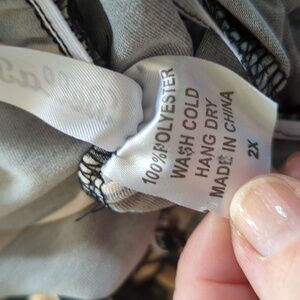 100%POLYESTER
WASH COLD
HANG DRY
MADE IN CHINA
2X